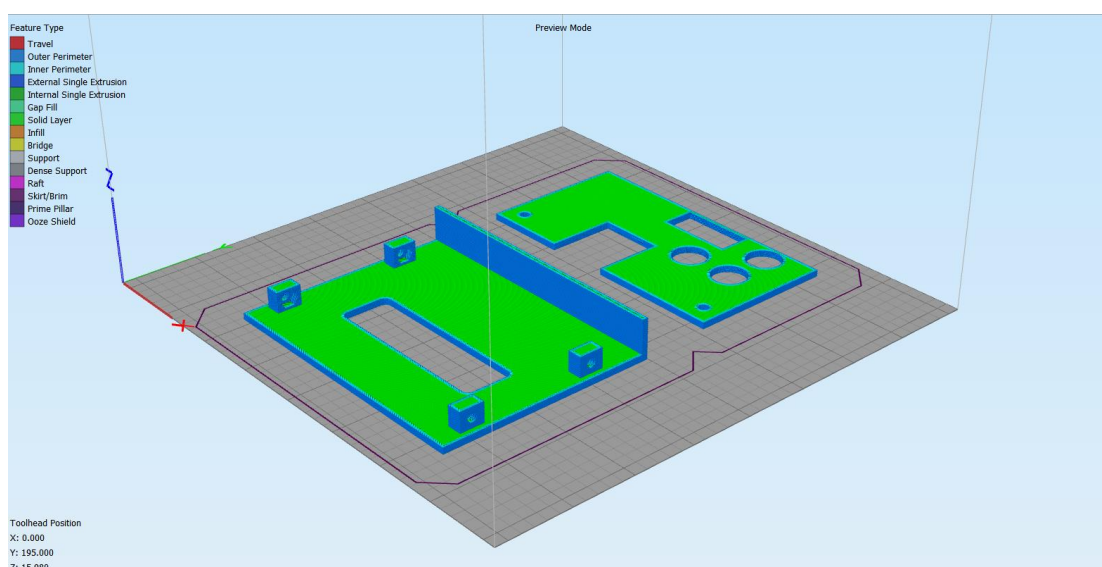 Feature Type
Preview Mode
Travel
Outer Perimeter
Inner Perimeter
External Single Extrusion
Internal Single Extrusion
Gap Fill
Solid Layer
Infill
Bridge
Support
Dense Support
Raft
Skirt/Brim
Prime Pillar
Ooze Shield
Toolhead Position
X: 0.000
Y: 195.000